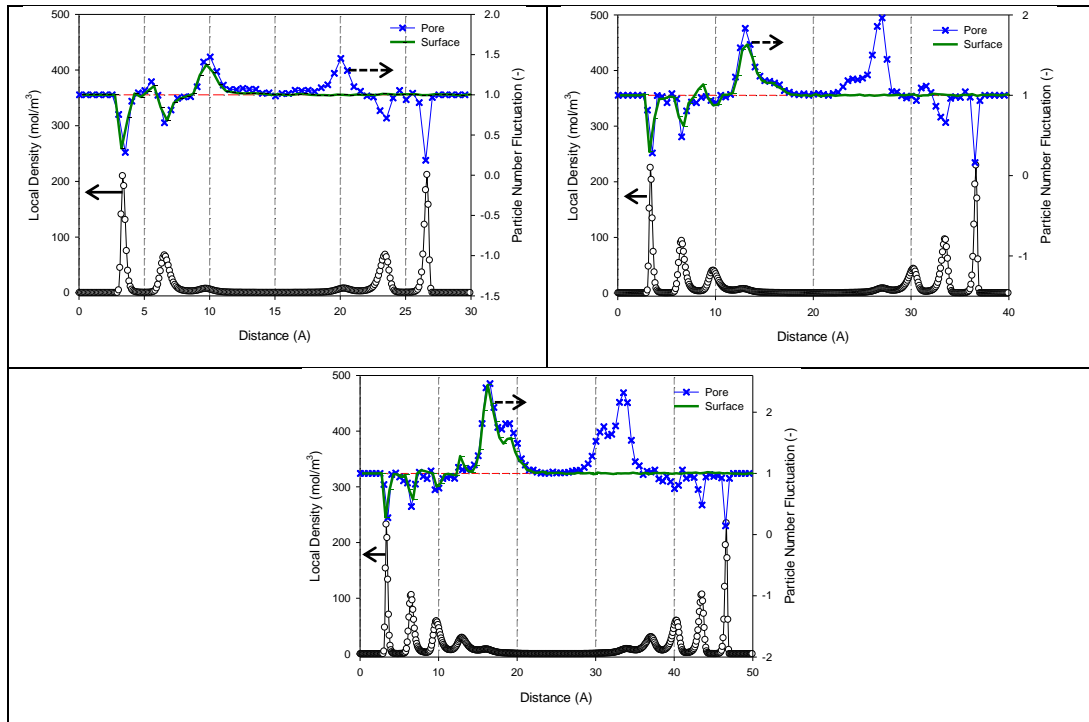 Local Density (mol/m3)
500
400
300
200
100
0
Pore
Surface
2.0
1.5
1.0
0.5
0.0
-0.5
-1.0
-1.5
Particle Number Fluctuation (-)
0 5 10 15 20 25 30
Distance (A)
Local Density (mol/m3)
500
400
300
200
100
0
Pore
Surface
2
1
0
-1
Particle Number Fluctuation (-)
0 10 20 30 40
Distance (A)
Local Density (mol/m3)
500
400
300
200
100
0
Pore
Surface
2
1
0
-1
-2
Particle Number Fluctuation (-)
0 10 20 30 40 50
Distance (A)